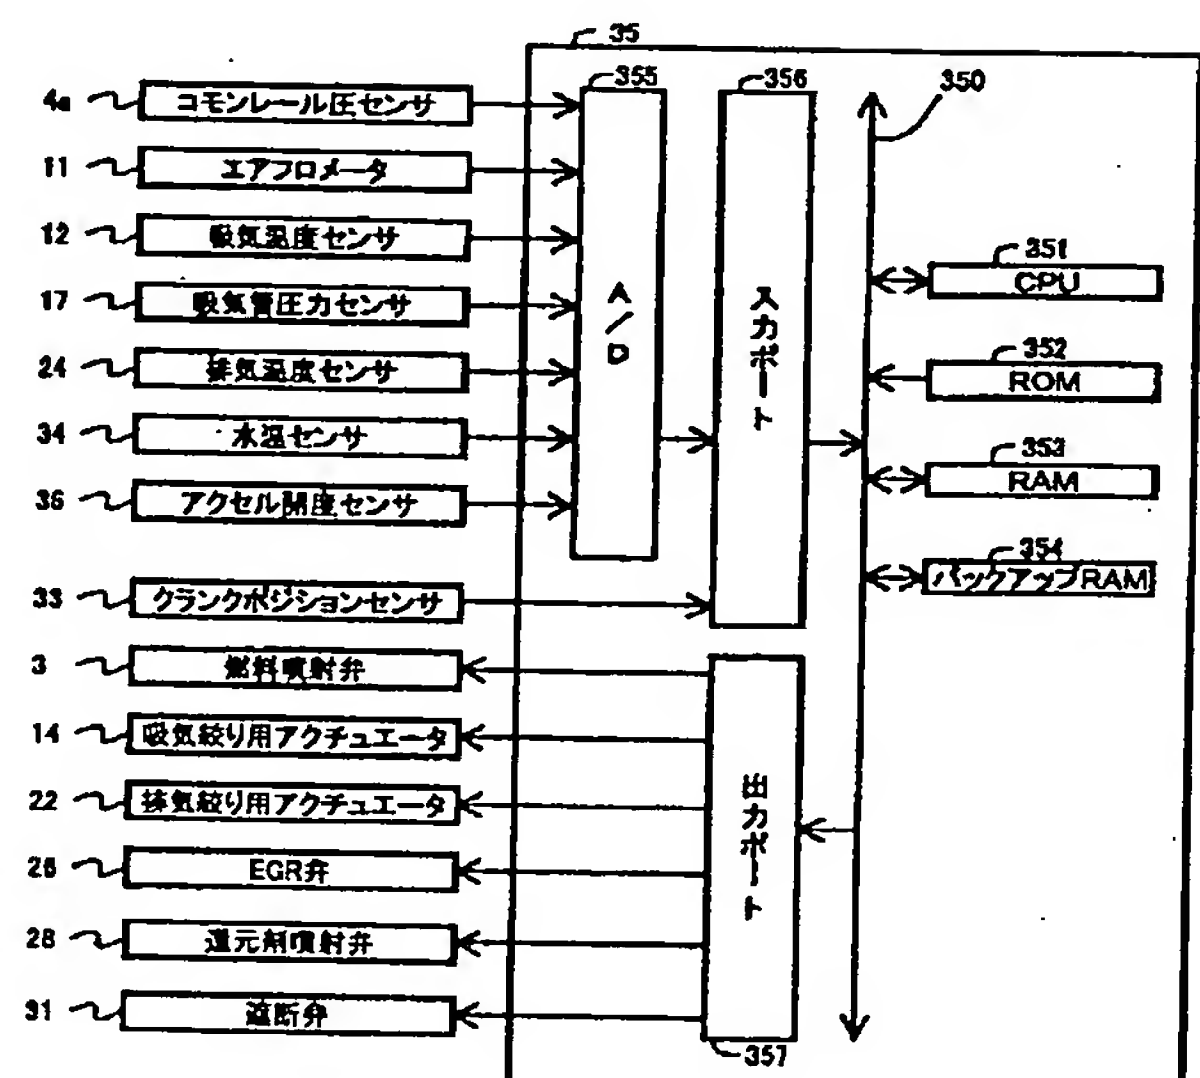 35
4a コモンレール圧センサ
11 エアフロメータ
12 吸気温度センサ
17 吸気管圧力センサ
24 排気温度センサ
34 水温センサ
36 アクセル開度センサ
33 クランクポジションセンサ
3 燃料噴射弁
14 吸気絞り用アクチュエータ
22 排気絞り用アクチュエータ
26 EGR弁
28 還元剤噴射弁
31 遮断弁
355
A/D
356
入力ポート
350
351
CPU
352
ROM
353
RAM
354
バックアップRAM
出力ポート
357